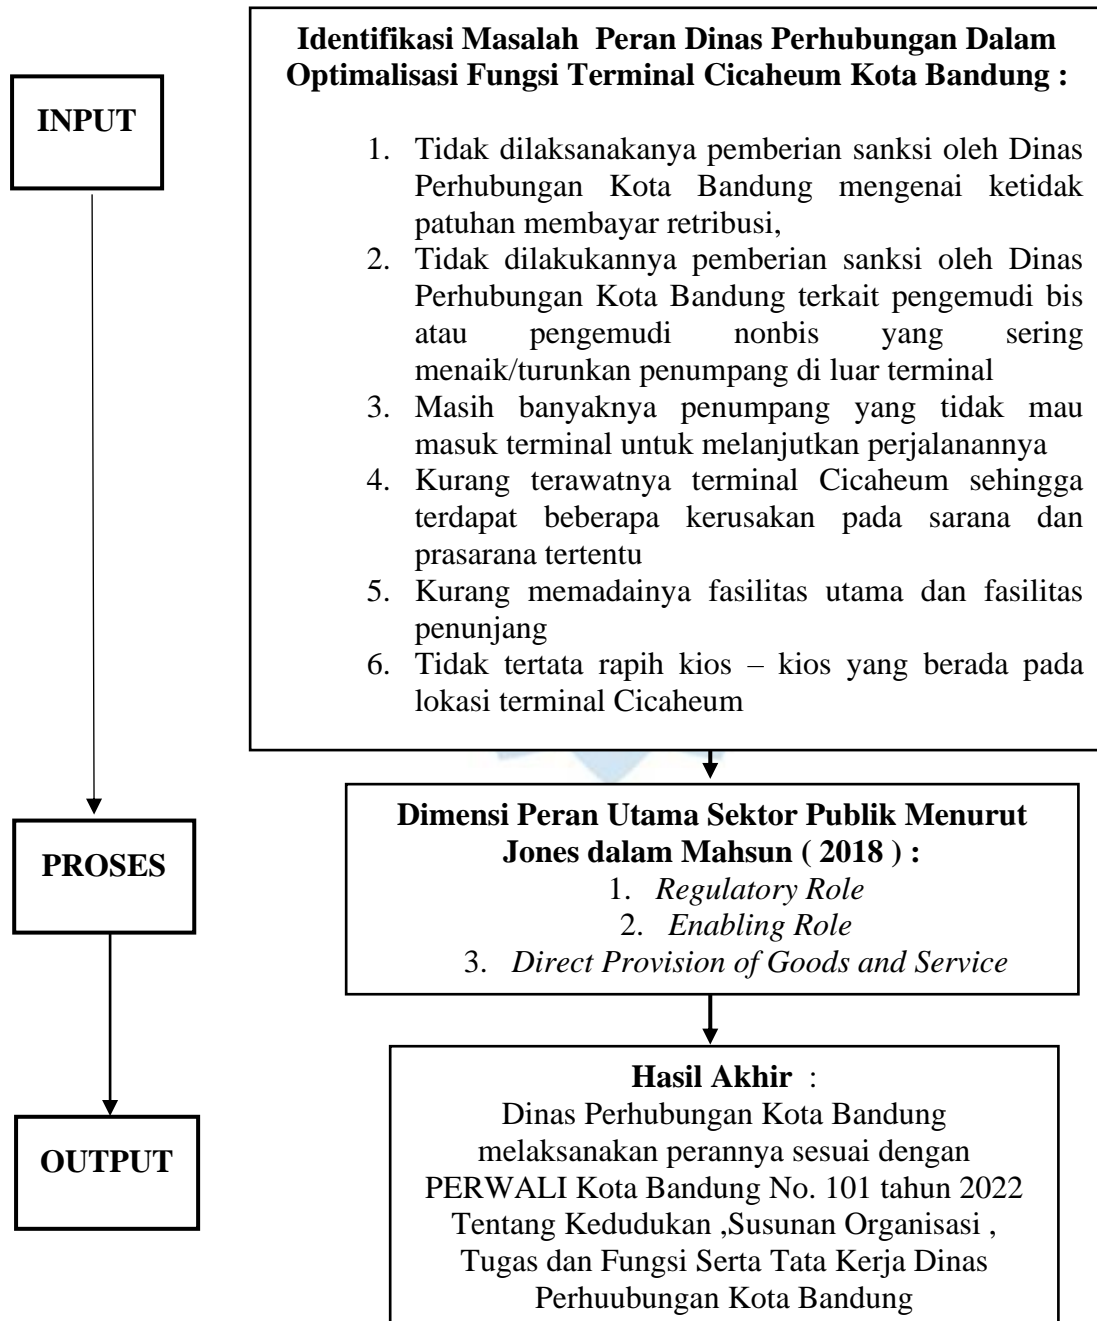 INPUT
Identifikasi Masalah Peran Dinas Perhubungan Dalam
Optimalisasi Fungsi Terminal Cicaheum Kota Bandung :
1. Tidak dilaksanakanya pemberian sanksi oleh Dinas
Perhubungan Kota Bandung mengenai ketidak
patuhan membayar retribusi,
2. Tidak dilakukannya pemberian sanksi oleh Dinas
Perhubungan Kota Bandung terkait pengemudi bis
atau pengemudi nonbis yang sering
menaik/turunkan penumpang di luar terminal
3. Masih banyaknya penumpang yang tidak mau
masuk terminal untuk melanjutkan perjalanannya
4. Kurang terawatnya terminal Cicaheum sehingga
terdapat beberapa kerusakan pada sarana dan
prasarana tertentu
5. Kurang memadainya fasilitas utama dan fasilitas
penunjang
6. Tidak tertata rapih kios – kios yang berada pada
lokasi terminal Cicaheum
PROSES
Dimensi Peran Utama Sektor Publik Menurut
Jones dalam Mahsun ( 2018 ) :
1. Regulatory Role
2. Enabling Role
3. Direct Provision of Goods and Service
OUTPUT
Hasil Akhir :
Dinas Perhubungan Kota Bandung
melaksanakan perannya sesuai dengan
PERWALI Kota Bandung No. 101 tahun 2022
Tentang Kedudukan ,Susunan Organisasi ,
Tugas dan Fungsi Serta Tata Kerja Dinas
Perhuubungan Kota Bandung